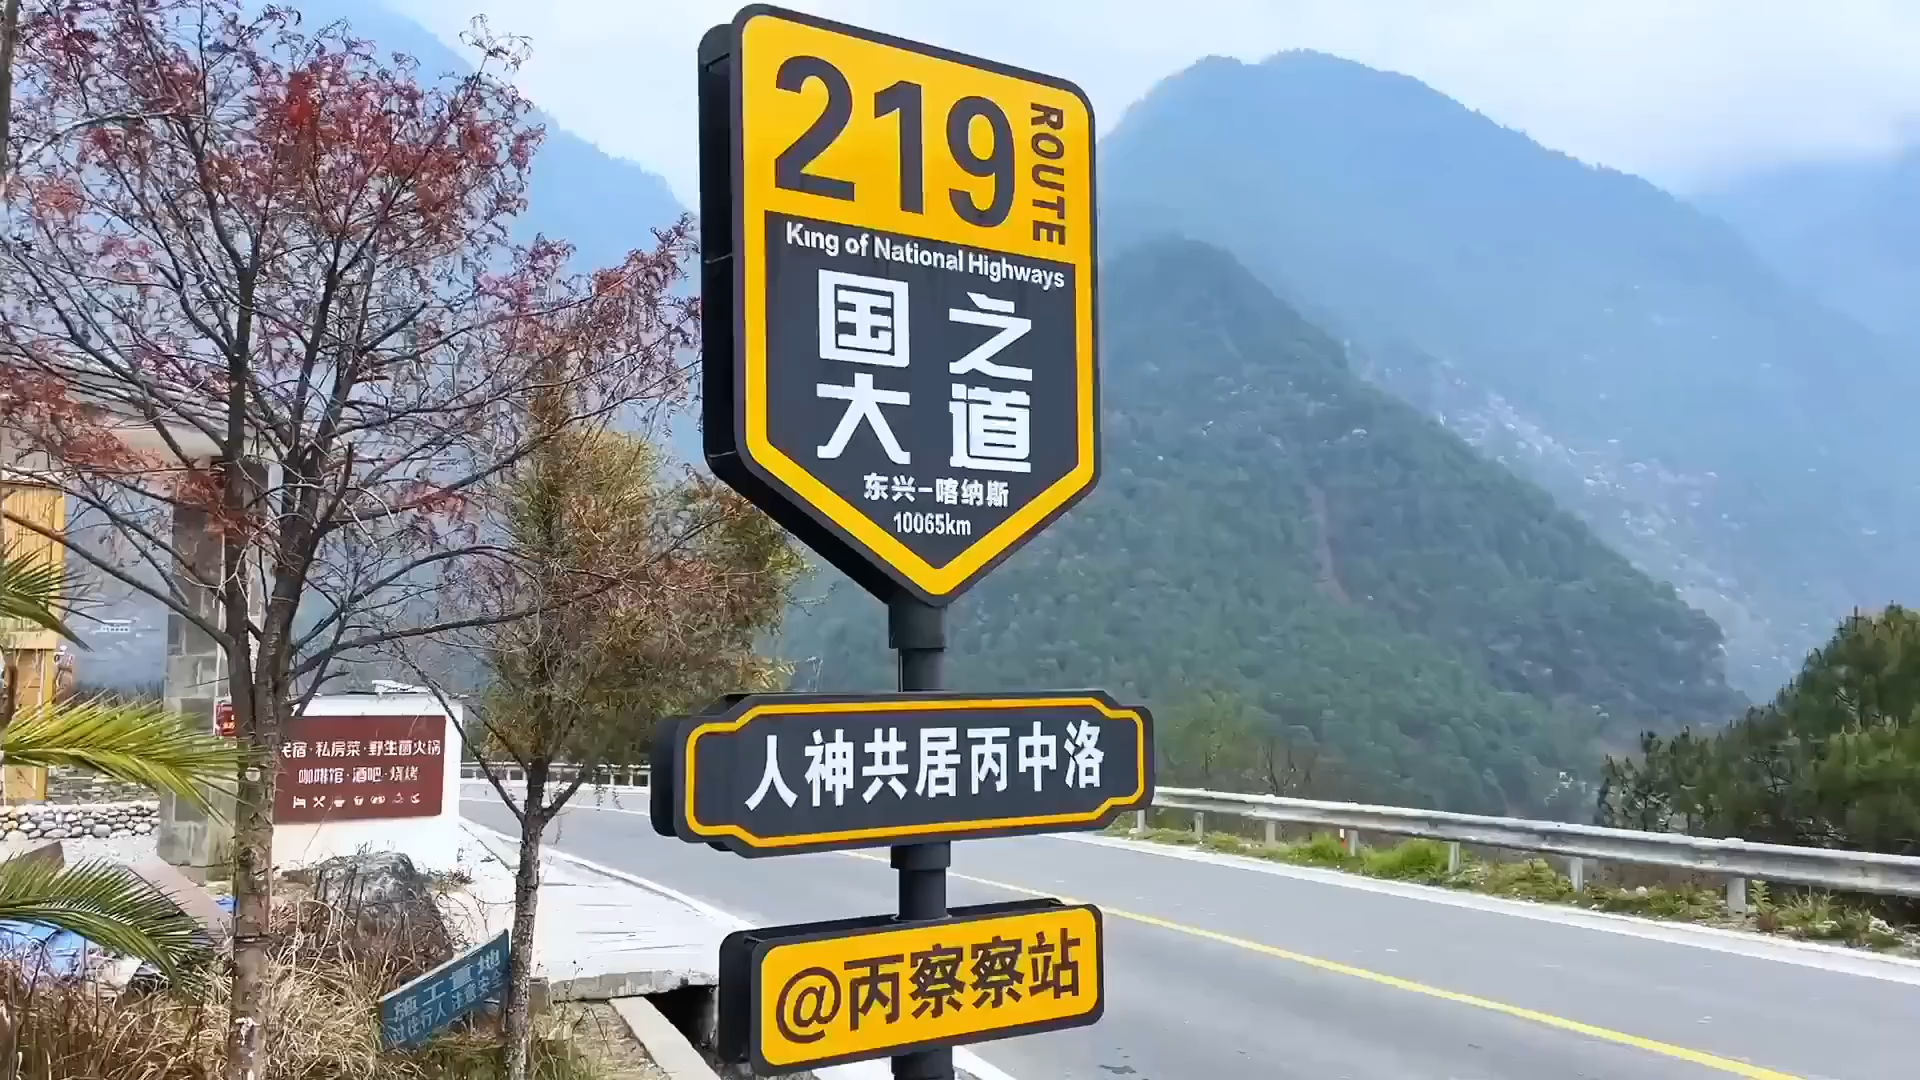 219
ROUTE
King of National Highways
国之
大道
东兴-喀纳斯
10065km
人神共居丙中洛
@丙察察站
民宿·私房菜·野生菌火锅
咖啡馆·酒吧·烧烤
施工重地
过往行人 注意安全